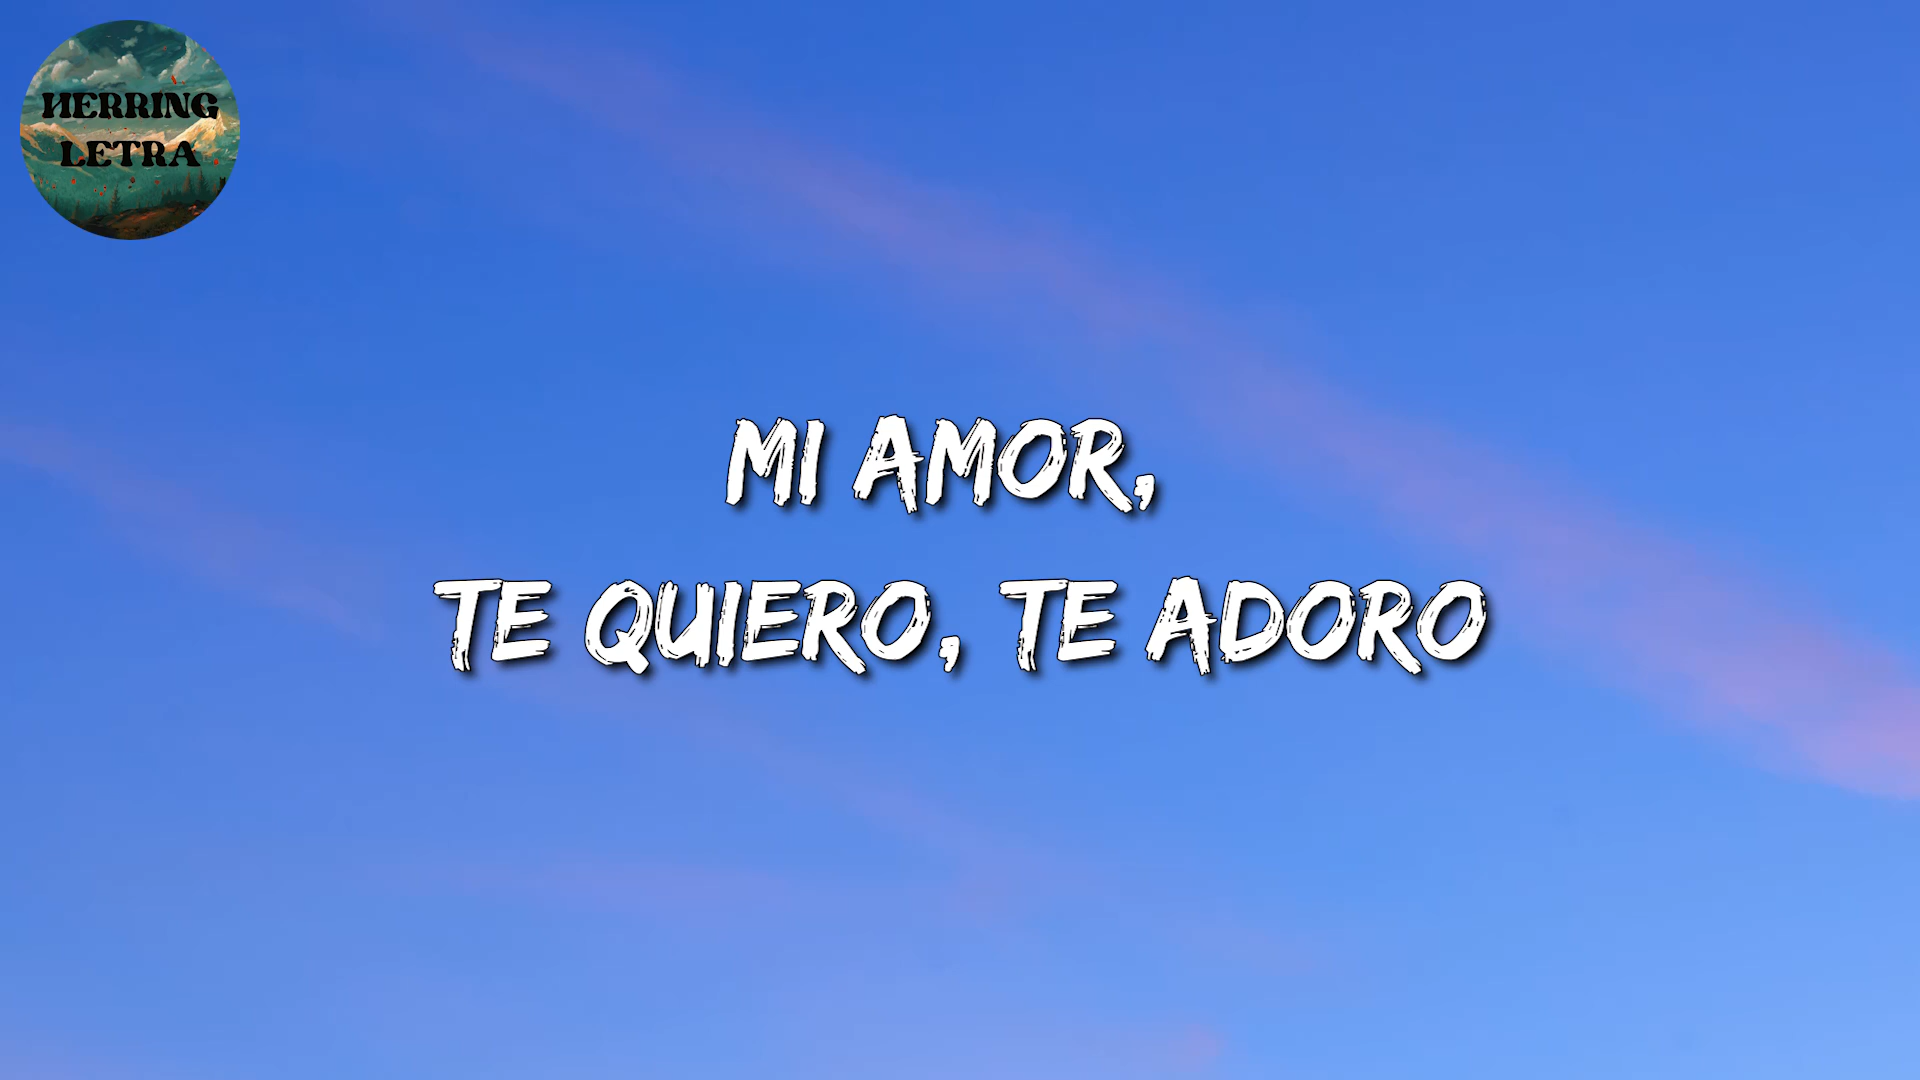 HERRING
LETRA
MI AMOR,
TE QUIERO, TE ADORO